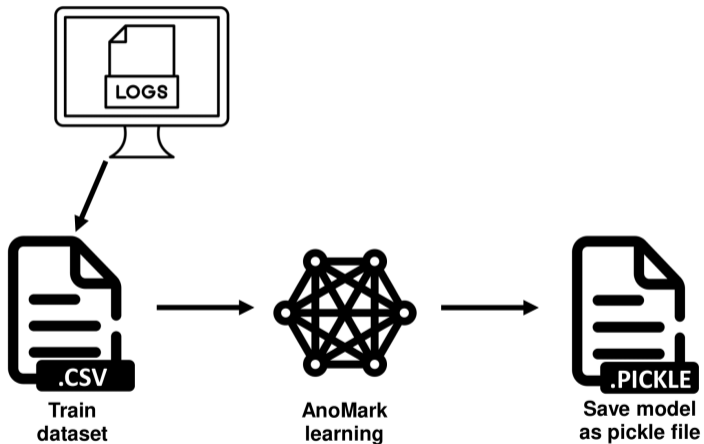 LOGS
.CSV
Train
dataset
AnoMark
learning
.PICKLE
Save model
as pickle file